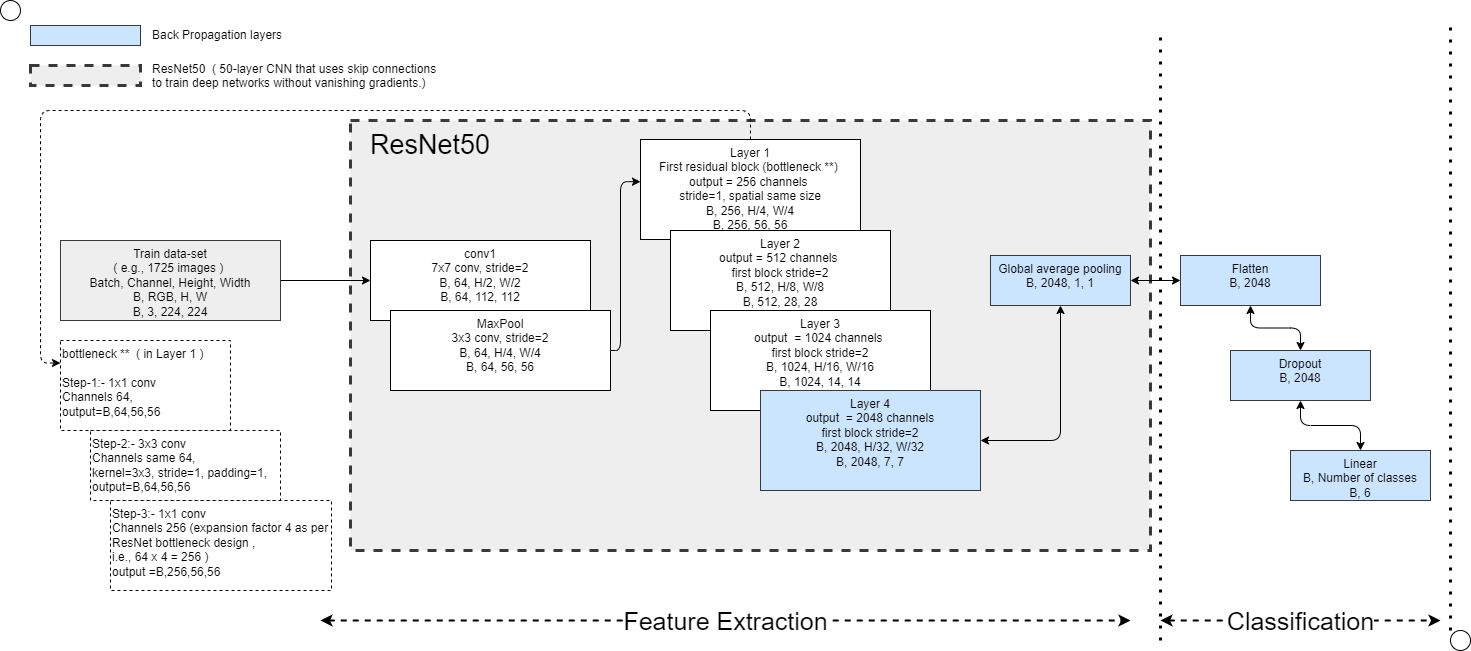 Back Propagation layers
ResNet50 ( 50-layer CNN that uses skip connections
to train deep networks without vanishing gradients.)
ResNet50
Layer 1
First residual block (bottleneck **)
output = 256 channels
stride=1, spatial same size
B, 256, H/4, W/4
B, 256, 56, 56
Layer 2
output = 512 channels
first block stride=2
B, 512, H/8, W/8
B, 512, 28, 28
Train data-set
( e.g., 1725 images )
Batch, Channel, Height, Width
B, RGB, H, W
B, 3, 224, 224
conv1
7x7 conv, stride=2
B, 64, H/2, W/2
B, 64, 112, 112
MaxPool
3x3 conv, stride=2
B, 64, H/4, W/4
B, 64, 56, 56
Layer 3
output = 1024 channels
first block stride=2
B, 1024, H/16, W/16
B, 1024, 14, 14
Layer 4
output = 2048 channels
first block stride=2
B, 2048, H/32, W/32
B, 2048, 7, 7
Global average pooling
B, 2048, 1, 1
Flatten
B, 2048
Dropout
B, 2048
Linear
B, Number of classes
B, 6
bottleneck ** ( in Layer 1 )
Step-1:- 1x1 conv
Channels 64,
output=B,64,56,56
Step-2:- 3x3 conv
Channels same 64,
kernel=3x3, stride=1, padding=1,
output=B,64,56,56
Step-3:- 1x1 conv
Channels 256 (expansion factor 4 as per
ResNet bottleneck design ,
i.e., 64 x 4 = 256 )
output =B,256,56,56
Feature Extraction
Classification